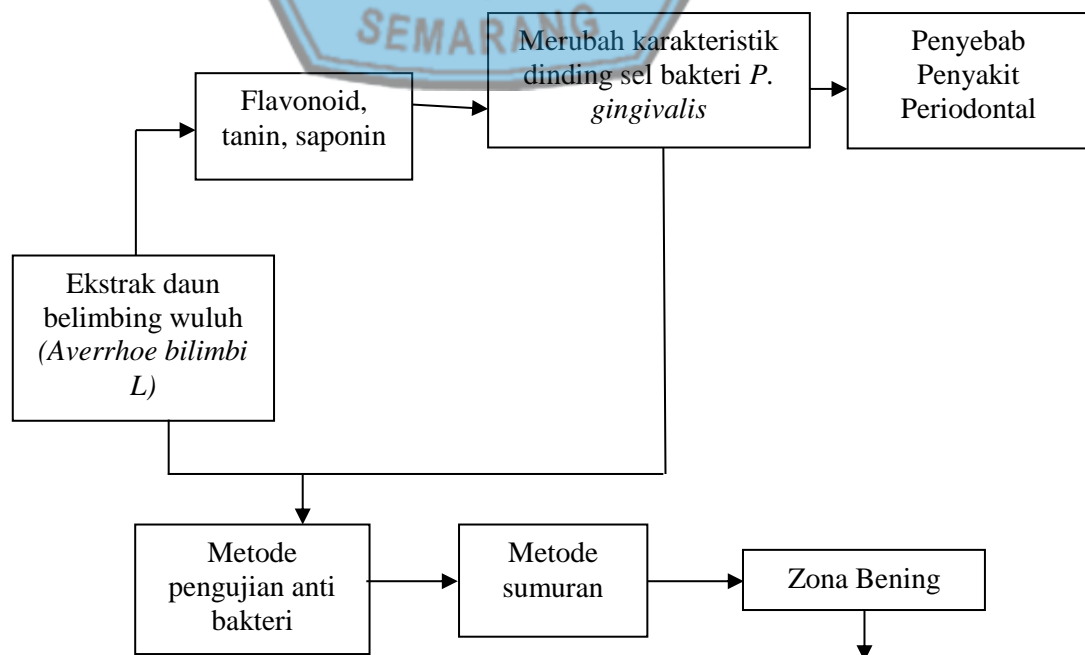 SEMARANG
Merubah karakteristik
dinding sel bakteri P.
gingivalis
Penyebab
Penyakit
Periodontal
Flavonoid,
tanin, saponin
Ekstrak daun
belimbing wuluh
(Averrhoe bilimbi
L)
Metode
pengujian anti
bakteri
Metode
sumuran
Zona Bening